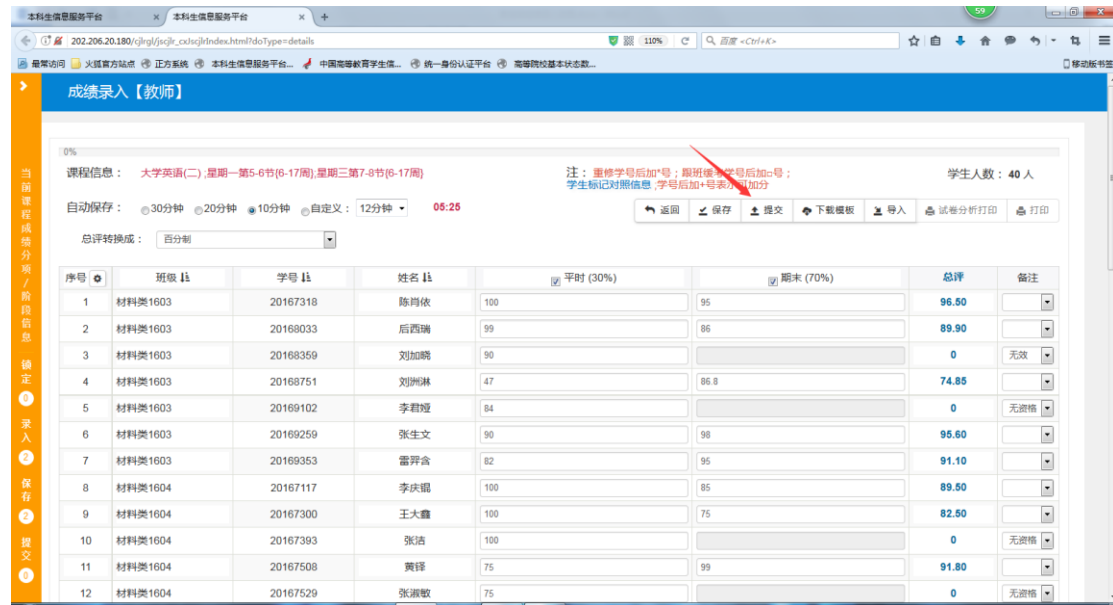 本科生信息服务平台 × 本科生信息服务平台 × +
59
202.206.20.180/cjlrgl/jscjlr_cxJscjlrIndex.html?doType=details 110% 百度 <Ctrl+K>
最常访问 火狐官方站点 正方系统 本科生信息服务平台... 中国高等教育学生信... 统一身份认证平台 高等院校基本状态数... 移动版书签
成绩录入【教师】
0%
课程信息： 大学英语(二) ;星期一第5-6节{6-17周};星期三第7-8节{6-17周} 注： 重修学号后加*号；跟班缓考学号后加□号；
学生标记对照信息 ;学号后加+号表示可加分
学生人数：40 人
自动保存： 30分钟 20分钟 10分钟 自定义： 12分钟 05:25 返回 保存 提交 下载模板 导入 试卷分析打印 打印
总评转换成： 百分制
序号 班级 学号 姓名 平时 (30%) 期末 (70%) 总评 备注
1 材料类1603 20167318 陈肖依 100 95 96.50
2 材料类1603 20168033 后西瑞 99 86 89.90
3 材料类1603 20168359 刘加晓 90 0 无效
4 材料类1603 20168751 刘洲淋 47 86.8 74.85
5 材料类1603 20169102 李君娅 84 0 无资格
6 材料类1603 20169259 张生文 90 98 95.60
7 材料类1603 20169353 雷羿含 82 95 91.10
8 材料类1604 20167117 李庆锟 100 85 89.50
9 材料类1604 20167300 王大鑫 100 75 82.50
10 材料类1604 20167393 张洁 100 0 无资格
11 材料类1604 20167508 黄铎 75 99 91.80
12 材料类1604 20167529 张淑敏 75 0 无资格
当前课程成绩分项/阶段信息
锁定 0
录入 2
保存 2
提交 0